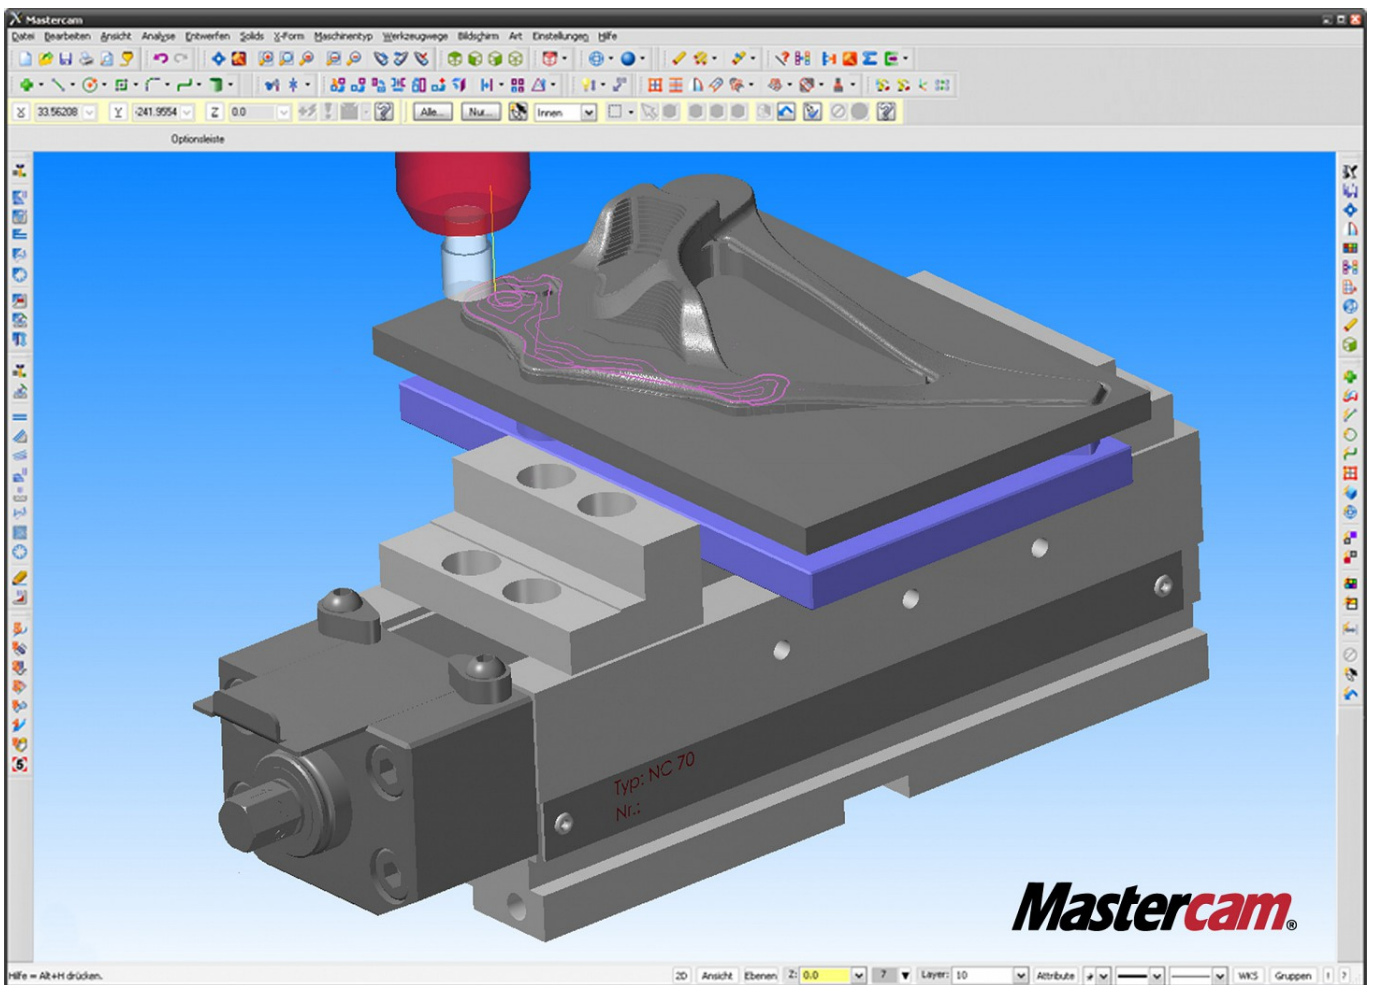 Mastercam
Datei Bearbeiten Ansicht Analyse Entwerfen Solids X-Form Maschinentyp Werkzeugwege Bildschirm Art Einstellungen Hilfe
X 33.56208 Y -241.9554 Z 0.0 Alle... Nur... Innen
Optionsleiste
Typ: NC 70
Nr.:
Mastercam®
Hilfe = Alt+H drücken. 2D Ansicht Ebenen Z: 0.0 7 Layer: 10 Attribute WKS Gruppen ! ?